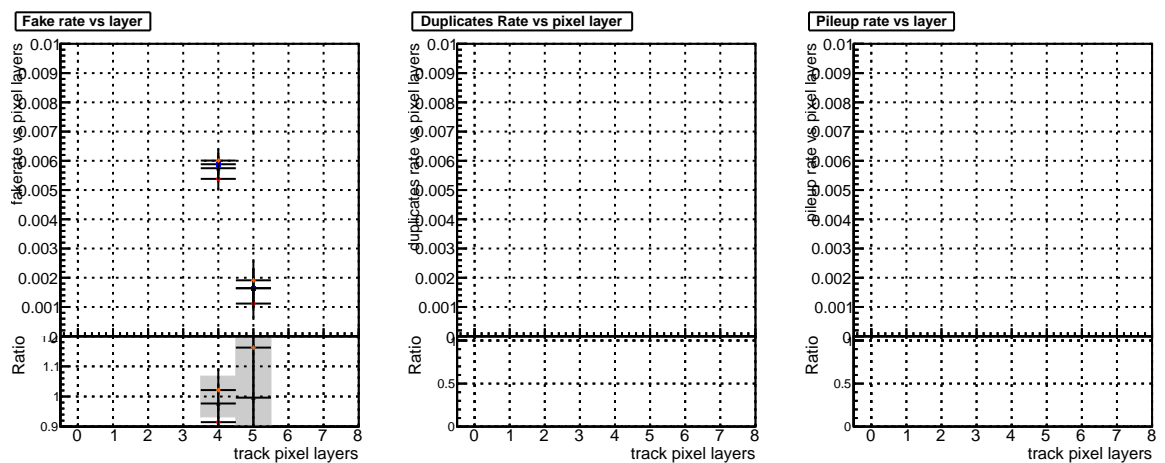 Fake rate vs layer
Duplicates Rate vs pixel layer
Pileup rate vs layer
fakerate vs pixel layers
0.01
0.009
0.008
0.007
0.006
0.005
0.004
0.003
0.002
0.001
0
Ratio
1.1
1
0.9
0 1 2 3 4 5 6 7 8
track pixel layers
duplicates rate vs pixel layers
0.01
0.009
0.008
0.007
0.006
0.005
0.004
0.003
0.002
0.001
0
Ratio
1
0.5
0
0 1 2 3 4 5 6 7 8
track pixel layers
pileup rate vs pixel layers
0.01
0.009
0.008
0.007
0.006
0.005
0.004
0.003
0.002
0.001
0
Ratio
1
0.5
0
0 1 2 3 4 5 6 7 8
track pixel layers